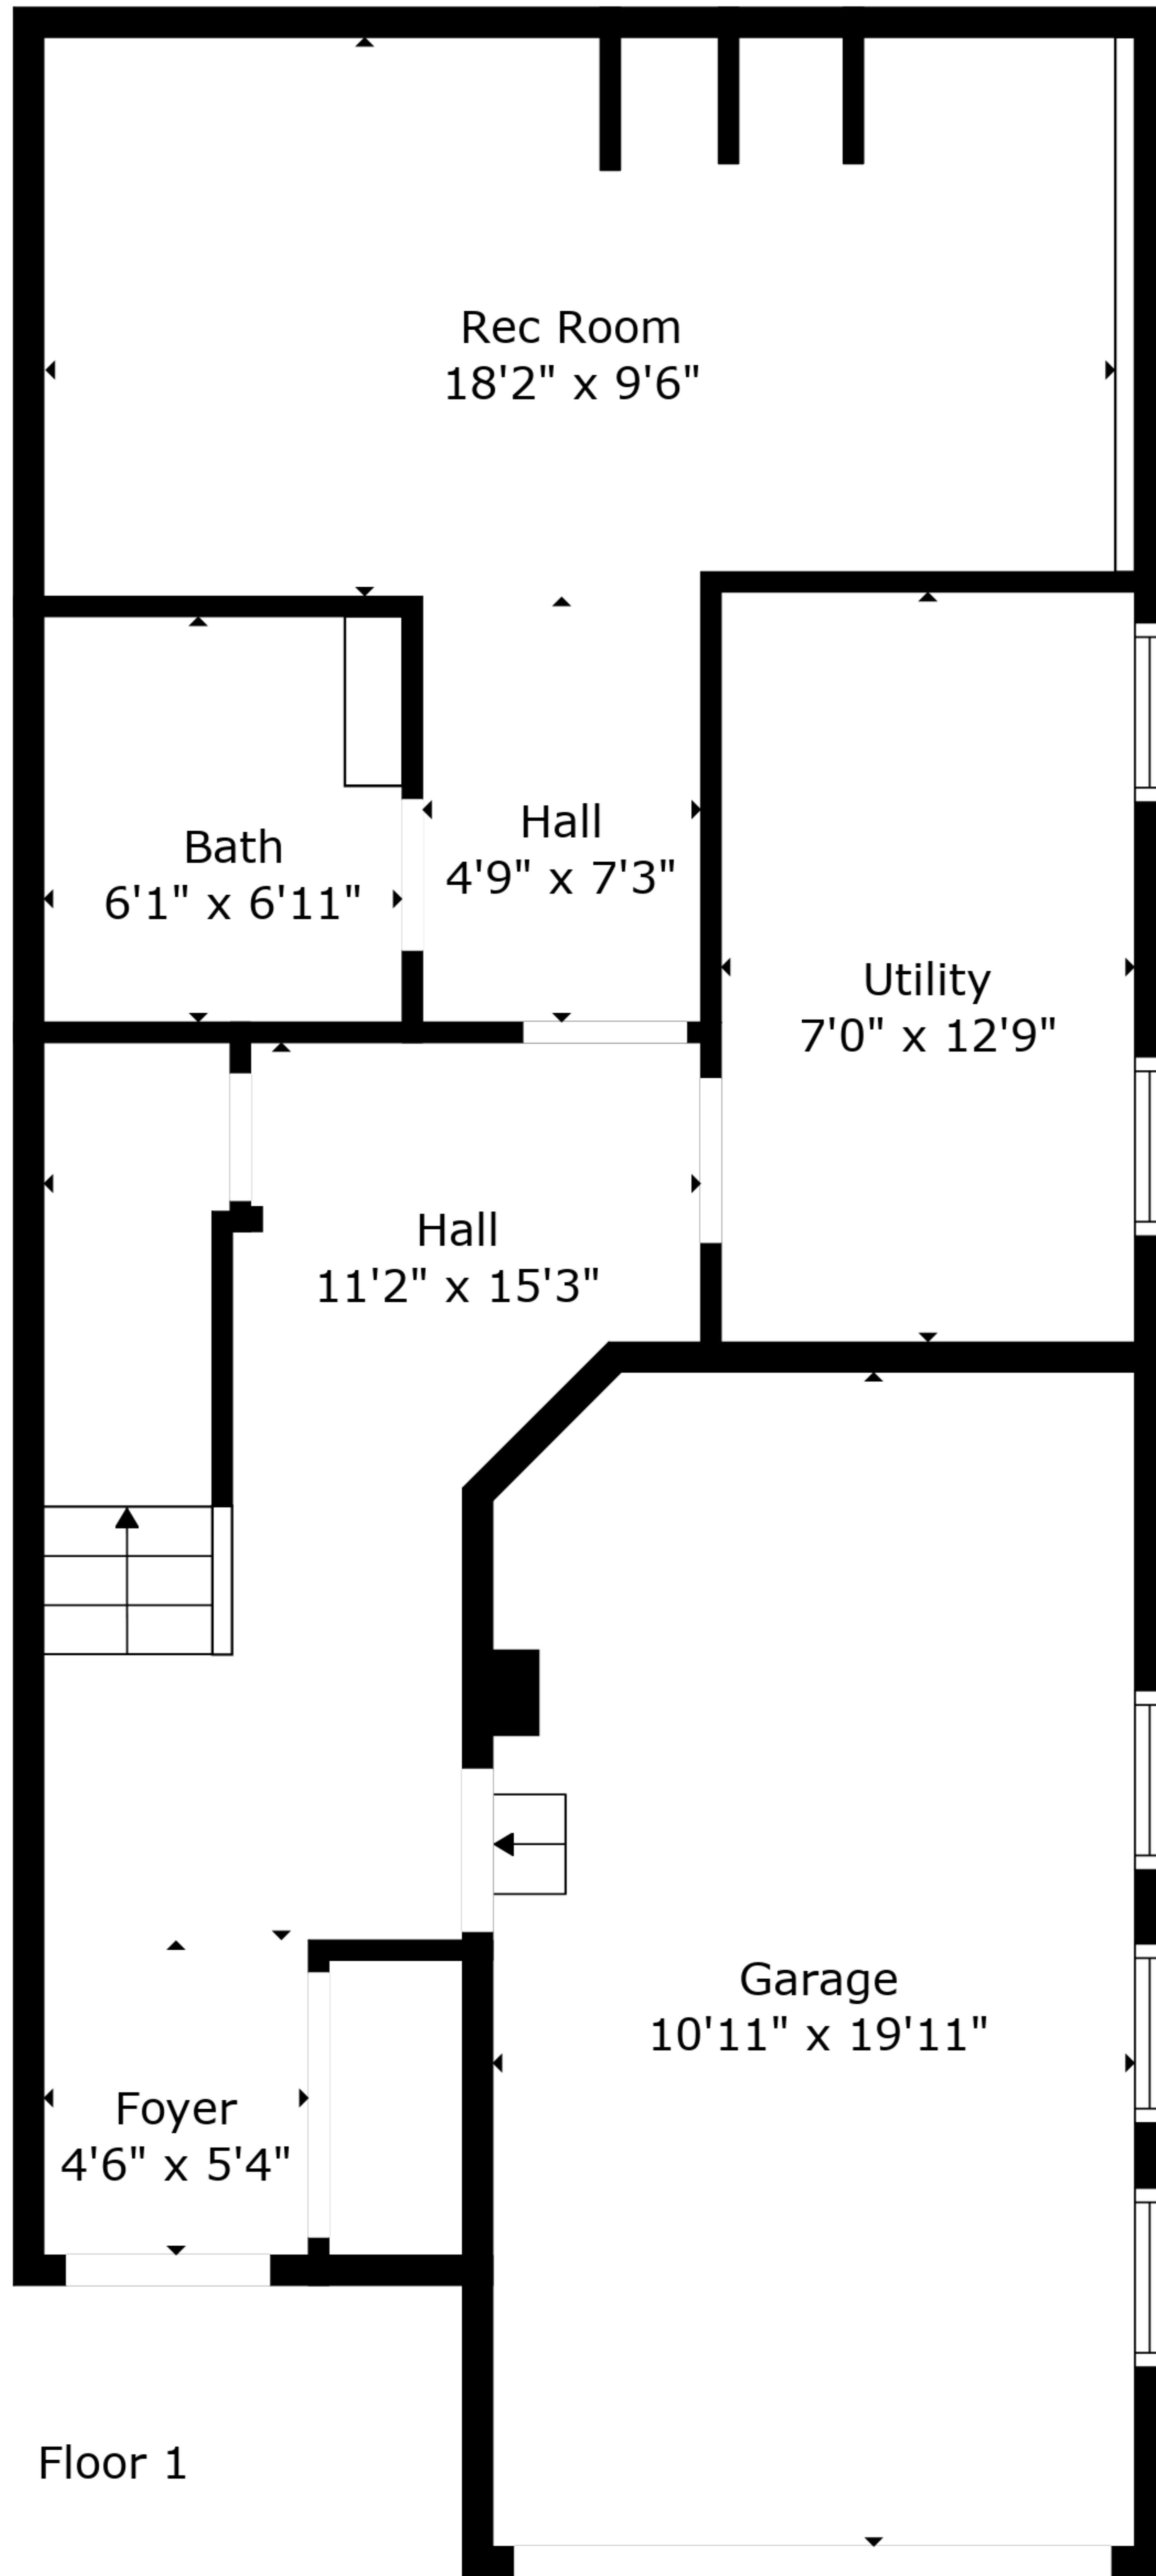 Rec Room
18'2" x 9'6"
Bath
6'1" x 6'11"
Hall
4'9" x 7'3"
Utility
7'0" x 12'9"
Hall
11'2" x 15'3"
Garage
10'11" x 19'11"
Foyer
4'6" x 5'4"
Floor 1